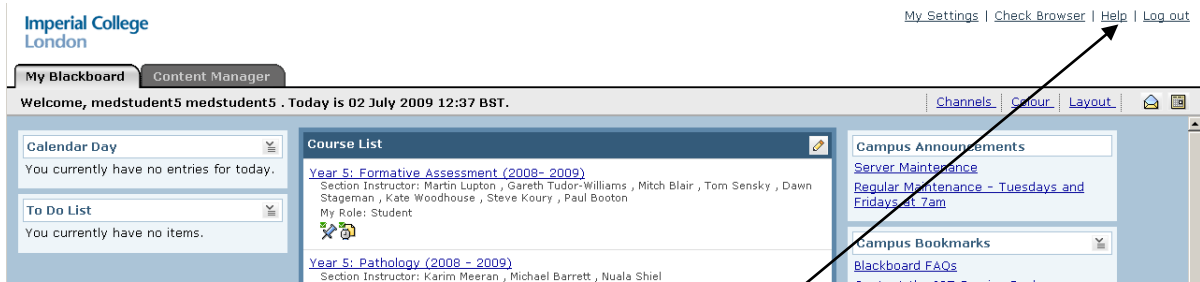 Imperial College
London
My Settings | Check Browser | Help | Log out
My Blackboard
Content Manager
Welcome, medstudent5 medstudent5 . Today is 02 July 2009 12:37 BST.
Channels
Colour
Layout
Calendar Day
You currently have no entries for today.
To Do List
You currently have no items.
Course List
Year 5: Formative Assessment (2008- 2009)
Section Instructor: Martin Lupton , Gareth Tudor-Williams , Mitch Blair , Tom Sensky , Dawn
Stageman , Kate Woodhouse , Steve Koury , Paul Booton
My Role: Student
Year 5: Pathology (2008 - 2009)
Section Instructor: Karim Meeran , Michael Barrett , Nuala Shiel
Campus Announcements
Server Maintenance
Regular Maintenance - Tuesdays and
Fridays at 7am
Campus Bookmarks
Blackboard FAQs